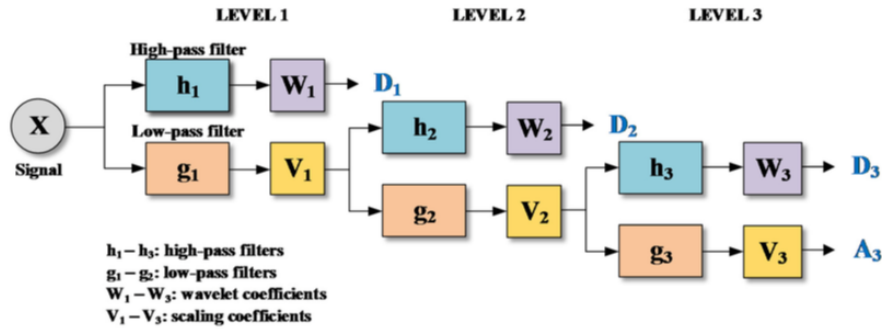 LEVEL 1 LEVEL 2 LEVEL 3
High-pass filter
h₁ W₁ D₁
X
Signal
Low-pass filter
g₁ V₁
h₂ W₂ D₂
g₂ V₂
h₃ W₃ D₃
g₃ V₃ A₃
h₁ – h₃: high-pass filters
g₁ – g₂: low-pass filters
W₁ – W₃: wavelet coefficients
V₁ – V₃: scaling coefficients